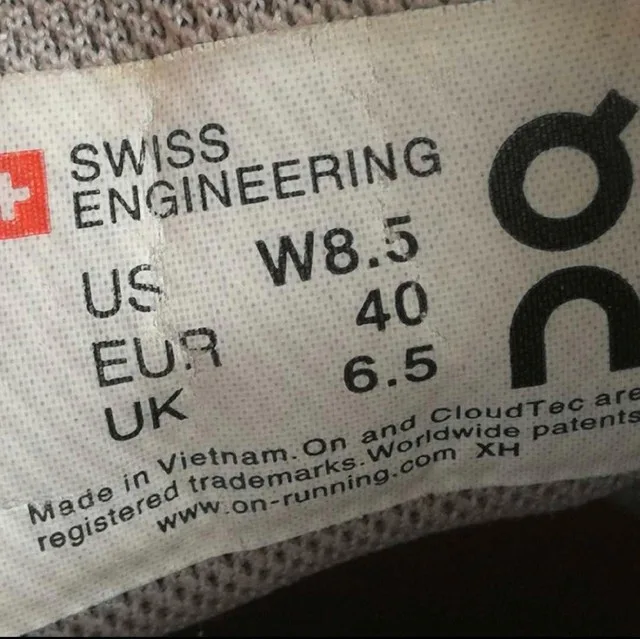 SWISS
ENGINEERING
US W8.5
EUR 40
UK 6.5
Made in Vietnam. On and CloudTec are
registered trademarks. Worldwide patents
www.on-running.com XH
On